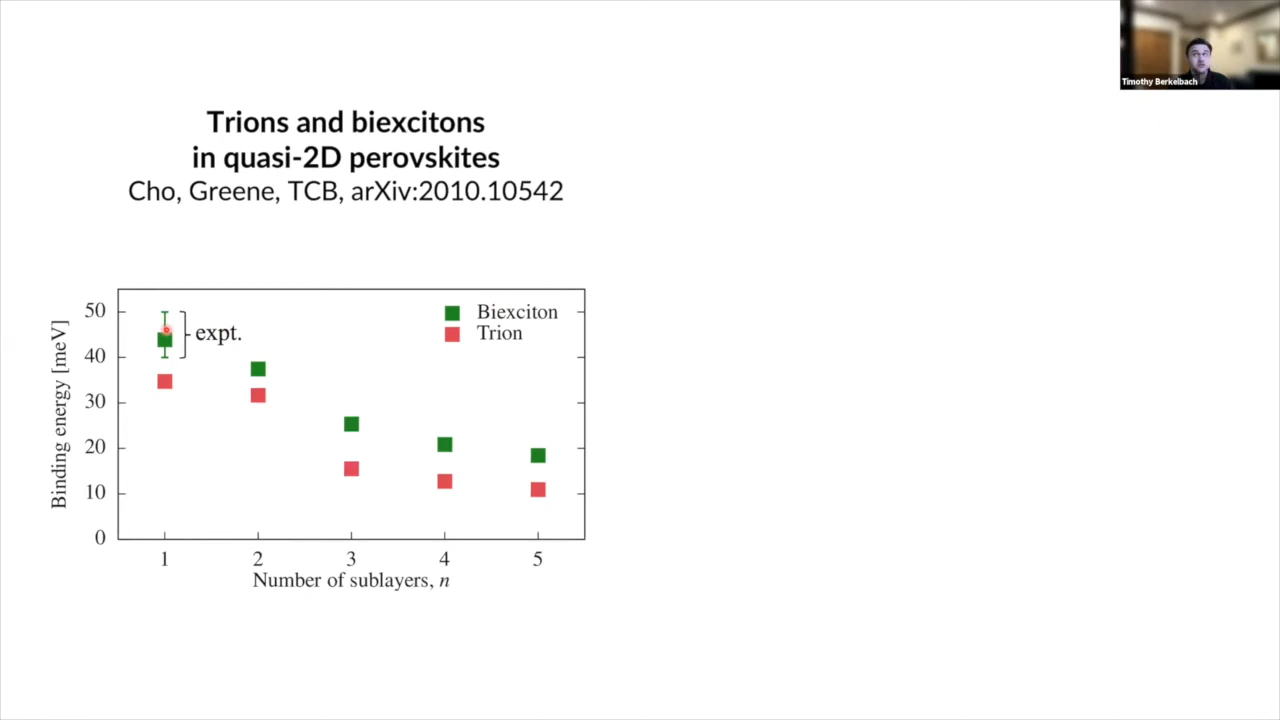 Timothy Berkelbach
Trions and biexcitons
in quasi-2D perovskites
Cho, Greene, TCB, arXiv:2010.10542
Binding energy [meV]
50
40
30
20
10
0
expt.
Biexciton
Trion
1 2 3 4 5
Number of sublayers, n